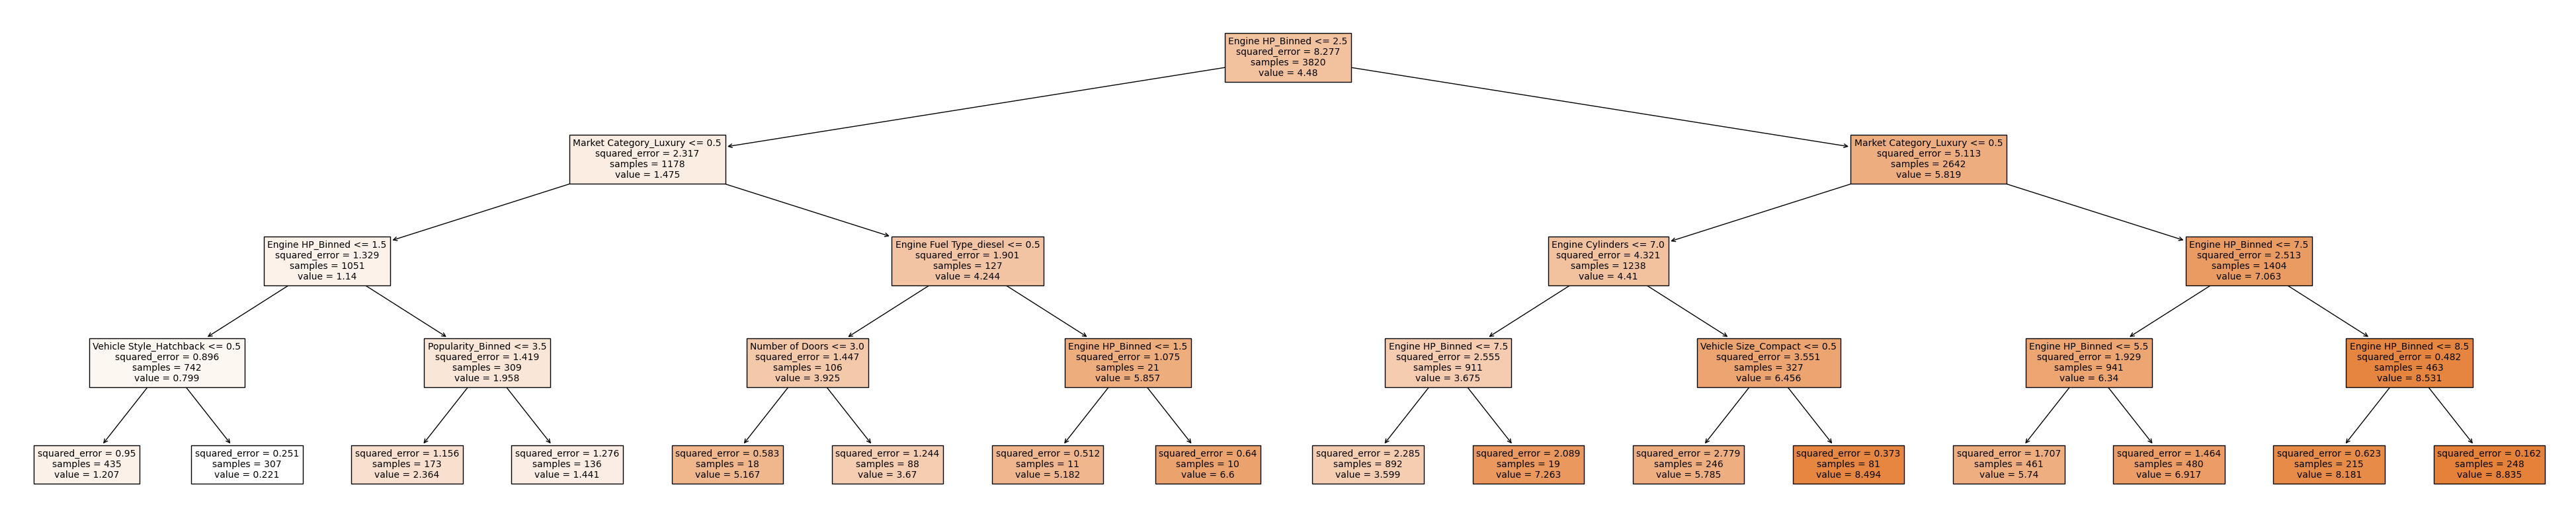 Engine HP_Binned <= 2.5
squared_error = 8.277
samples = 3820
value = 4.48
Market Category_Luxury <= 0.5
squared_error = 2.317
samples = 1178
value = 1.475
Market Category_Luxury <= 0.5
squared_error = 5.113
samples = 2642
value = 5.819
Engine HP_Binned <= 1.5
squared_error = 1.329
samples = 1051
value = 1.14
Engine Fuel Type_diesel <= 0.5
squared_error = 1.901
samples = 127
value = 4.244
Engine Cylinders <= 7.0
squared_error = 4.321
samples = 1238
value = 4.41
Engine HP_Binned <= 7.5
squared_error = 2.513
samples = 1404
value = 7.063
Vehicle Style_Hatchback <= 0.5
squared_error = 0.896
samples = 742
value = 0.799
Popularity_Binned <= 3.5
squared_error = 1.419
samples = 309
value = 1.958
Number of Doors <= 3.0
squared_error = 1.447
samples = 106
value = 3.925
Engine HP_Binned <= 1.5
squared_error = 1.075
samples = 21
value = 5.857
Engine HP_Binned <= 7.5
squared_error = 2.555
samples = 911
value = 3.675
Vehicle Size_Compact <= 0.5
squared_error = 3.551
samples = 327
value = 6.456
Engine HP_Binned <= 5.5
squared_error = 1.929
samples = 941
value = 6.34
Engine HP_Binned <= 8.5
squared_error = 0.482
samples = 463
value = 8.531
squared_error = 0.95
samples = 435
value = 1.207
squared_error = 0.251
samples = 307
value = 0.221
squared_error = 1.156
samples = 173
value = 2.364
squared_error = 1.276
samples = 136
value = 1.441
squared_error = 0.583
samples = 18
value = 5.167
squared_error = 1.244
samples = 88
value = 3.67
squared_error = 0.512
samples = 11
value = 5.182
squared_error = 0.64
samples = 10
value = 6.6
squared_error = 2.285
samples = 892
value = 3.599
squared_error = 2.089
samples = 19
value = 7.263
squared_error = 2.779
samples = 246
value = 5.785
squared_error = 0.373
samples = 81
value = 8.494
squared_error = 1.707
samples = 461
value = 5.74
squared_error = 1.464
samples = 480
value = 6.917
squared_error = 0.623
samples = 215
value = 8.181
squared_error = 0.162
samples = 248
value = 8.835